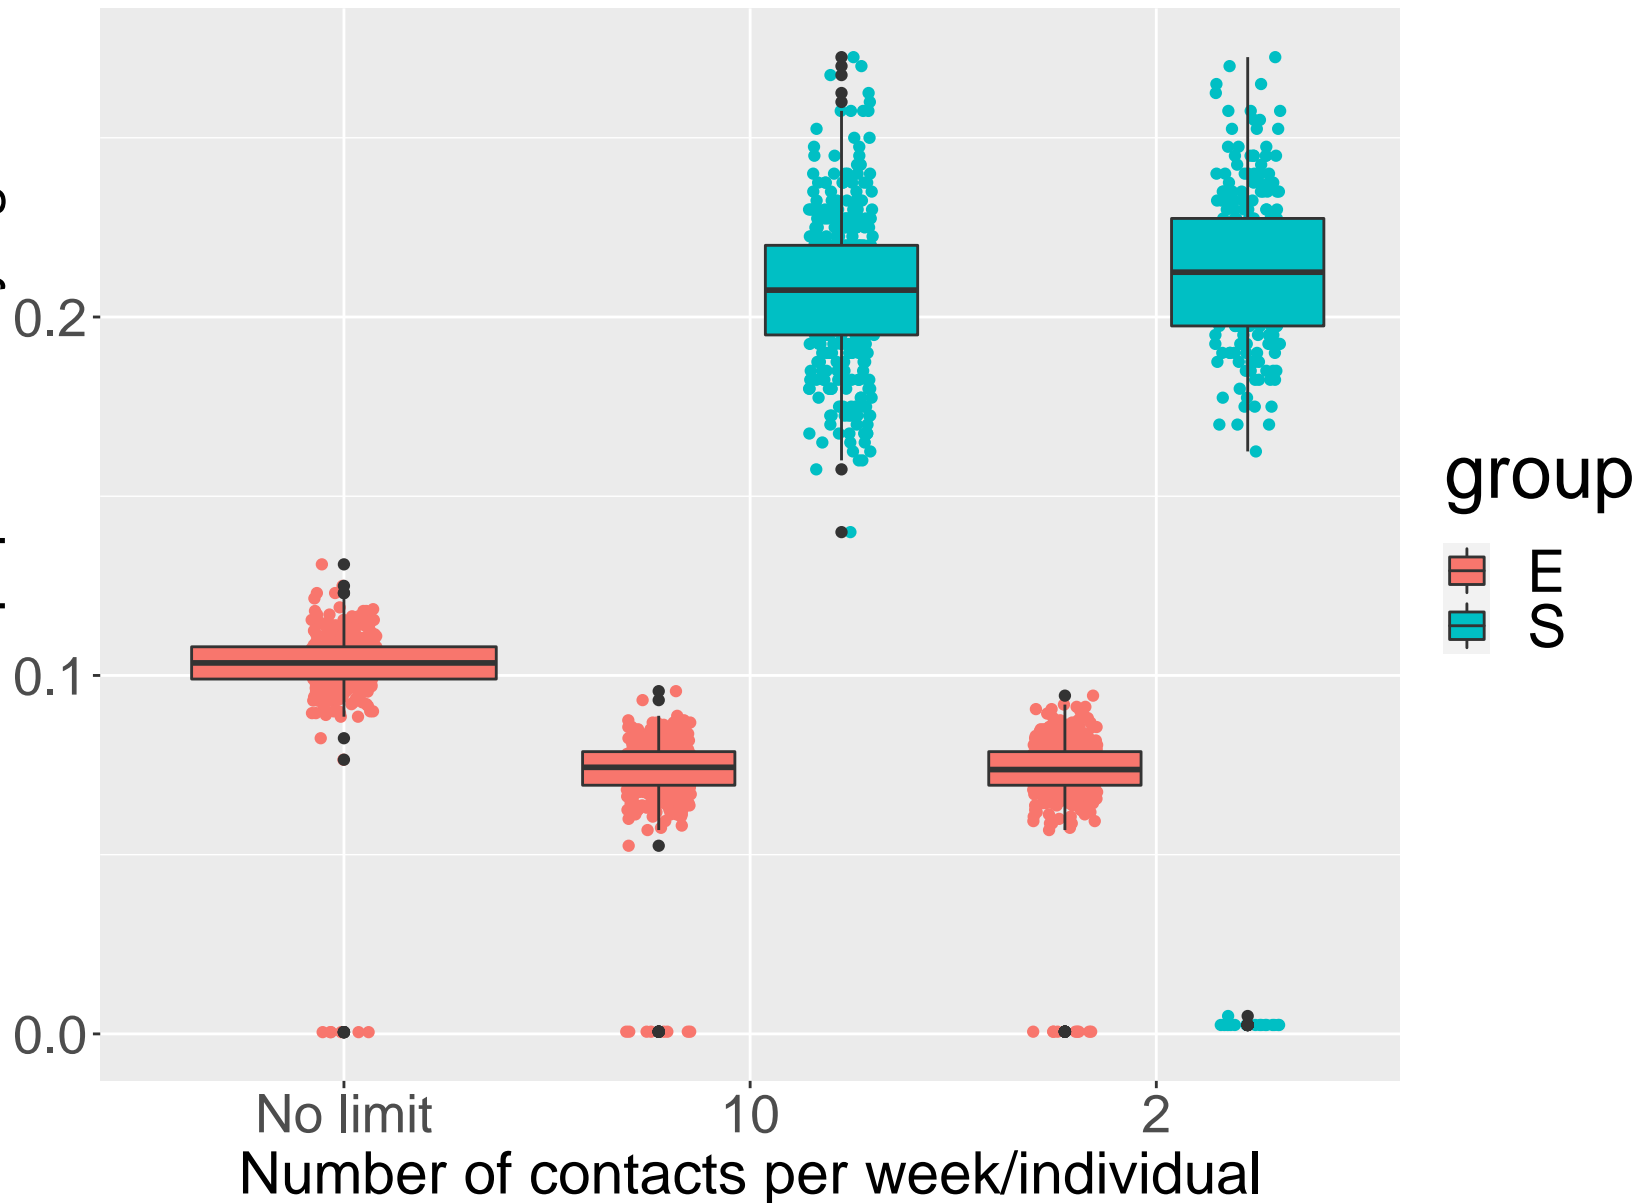 0.2
0.1
0.0
No limit
10
2
Number of contacts per week/individual
group
E
S